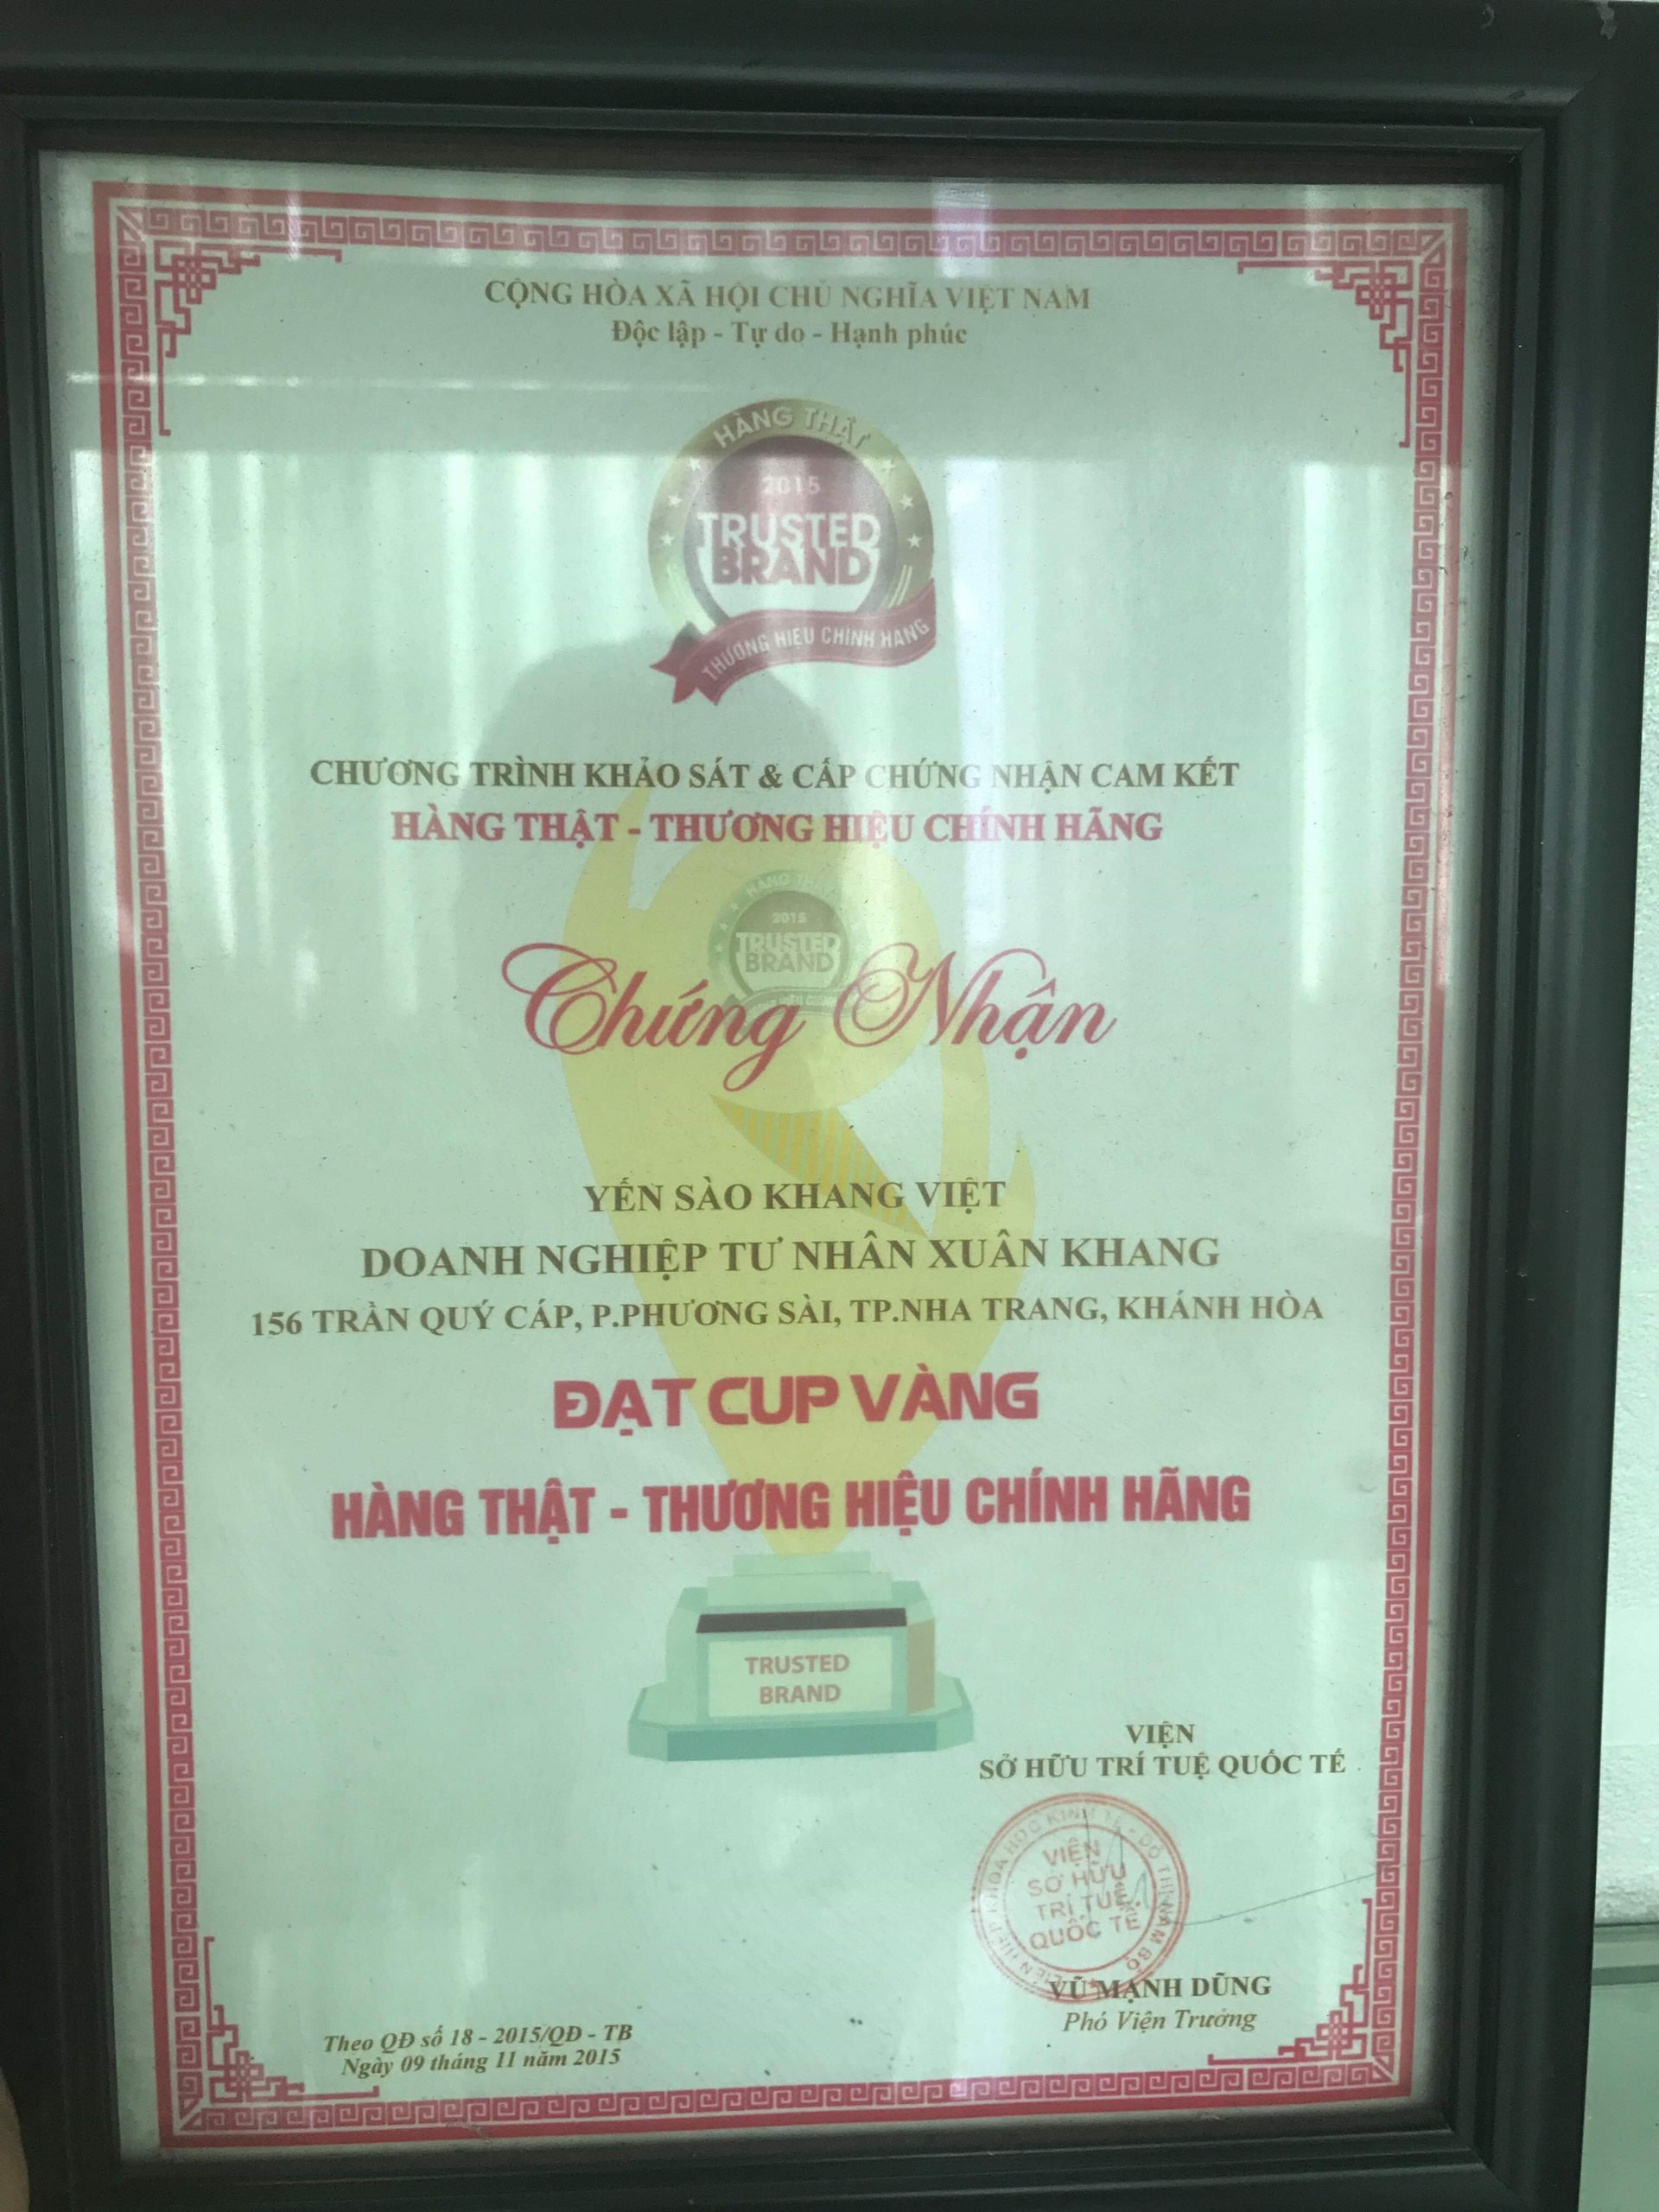 CỘNG HÒA XÃ HỘI CHỦ NGHĨA VIỆT NAM
Độc lập - Tự do - Hạnh phúc
HÀNG THẬT
2015
TRUSTED
BRAND
THƯƠNG HIỆU CHÍNH HÃNG
CHƯƠNG TRÌNH KHẢO SÁT & CẤP CHỨNG NHẬN CAM KẾT
HÀNG THẬT - THƯƠNG HIỆU CHÍNH HÃNG
HÀNG THẬT
2015
TRUSTED
BRAND
Chứng Nhận
YẾN SÀO KHANG VIỆT
DOANH NGHIỆP TƯ NHÂN XUÂN KHANG
156 TRẦN QUÝ CÁP, P.PHƯƠNG SÀI, TP.NHA TRANG, KHÁNH HÒA
ĐẠT CUP VÀNG
HÀNG THẬT - THƯƠNG HIỆU CHÍNH HÃNG
TRUSTED
BRAND
VIỆN
SỞ HỮU TRÍ TUỆ QUỐC TẾ
VIỆN
SỞ HỮU
TRÍ TUỆ
QUỐC TẾ
VŨ MẠNH DŨNG
Phó Viện Trưởng
Theo QĐ số 18 - 2015/QĐ - TB
Ngày 09 tháng 11 năm 2015